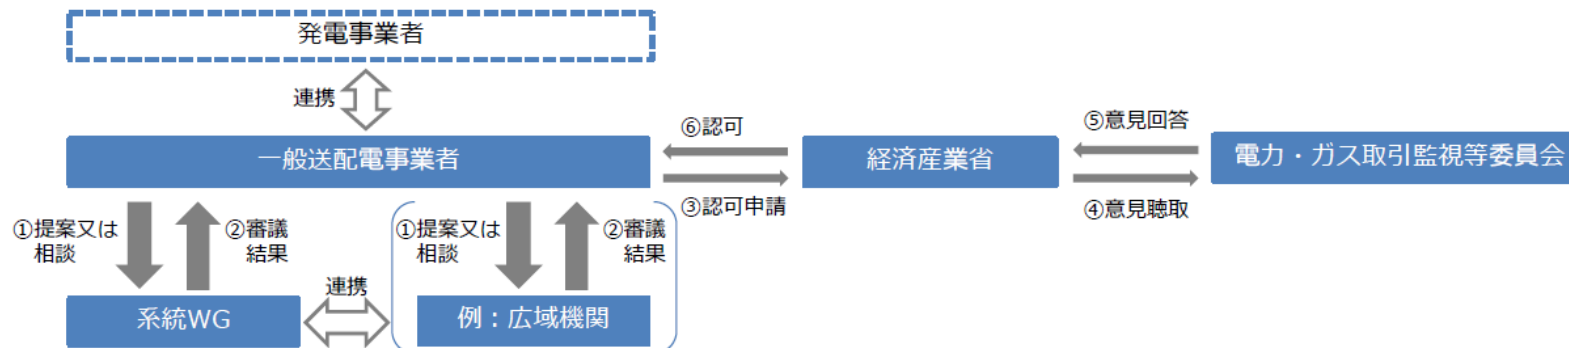 発電事業者
連携
一般送配電事業者
⑥認可
③認可申請
経済産業省
⑤意見回答
④意見聴取
電力・ガス取引監視等委員会
①提案又は
相談
②審議
結果
①提案又は
相談
②審議
結果
系統WG
連携
例：広域機関